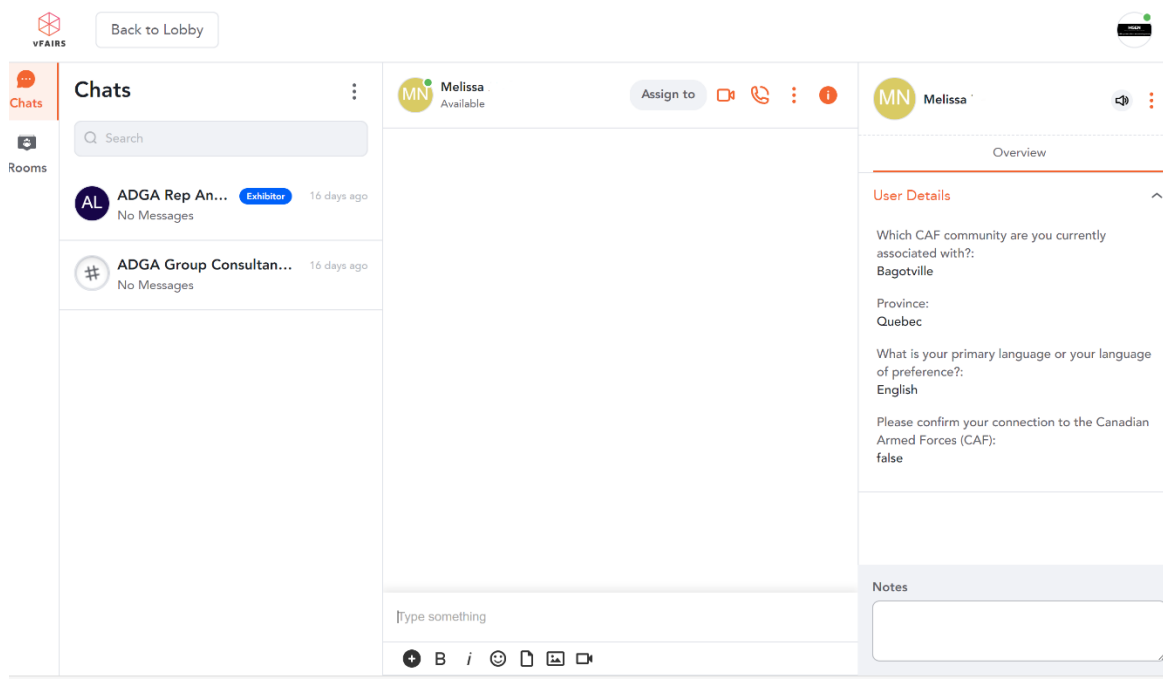 vFAIRS
Back to Lobby
Chats
Rooms
Chats
Search
AL
ADGA Rep An...
Exhibitor
16 days ago
No Messages
#
ADGA Group Consultan...
16 days ago
No Messages
MN
Melissa
Available
Assign to
Type something
B
i
MN
Melissa
Overview
User Details
Which CAF community are you currently
associated with?:
Bagotville
Province:
Quebec
What is your primary language or your language
of preference?:
English
Please confirm your connection to the Canadian
Armed Forces (CAF):
false
Notes